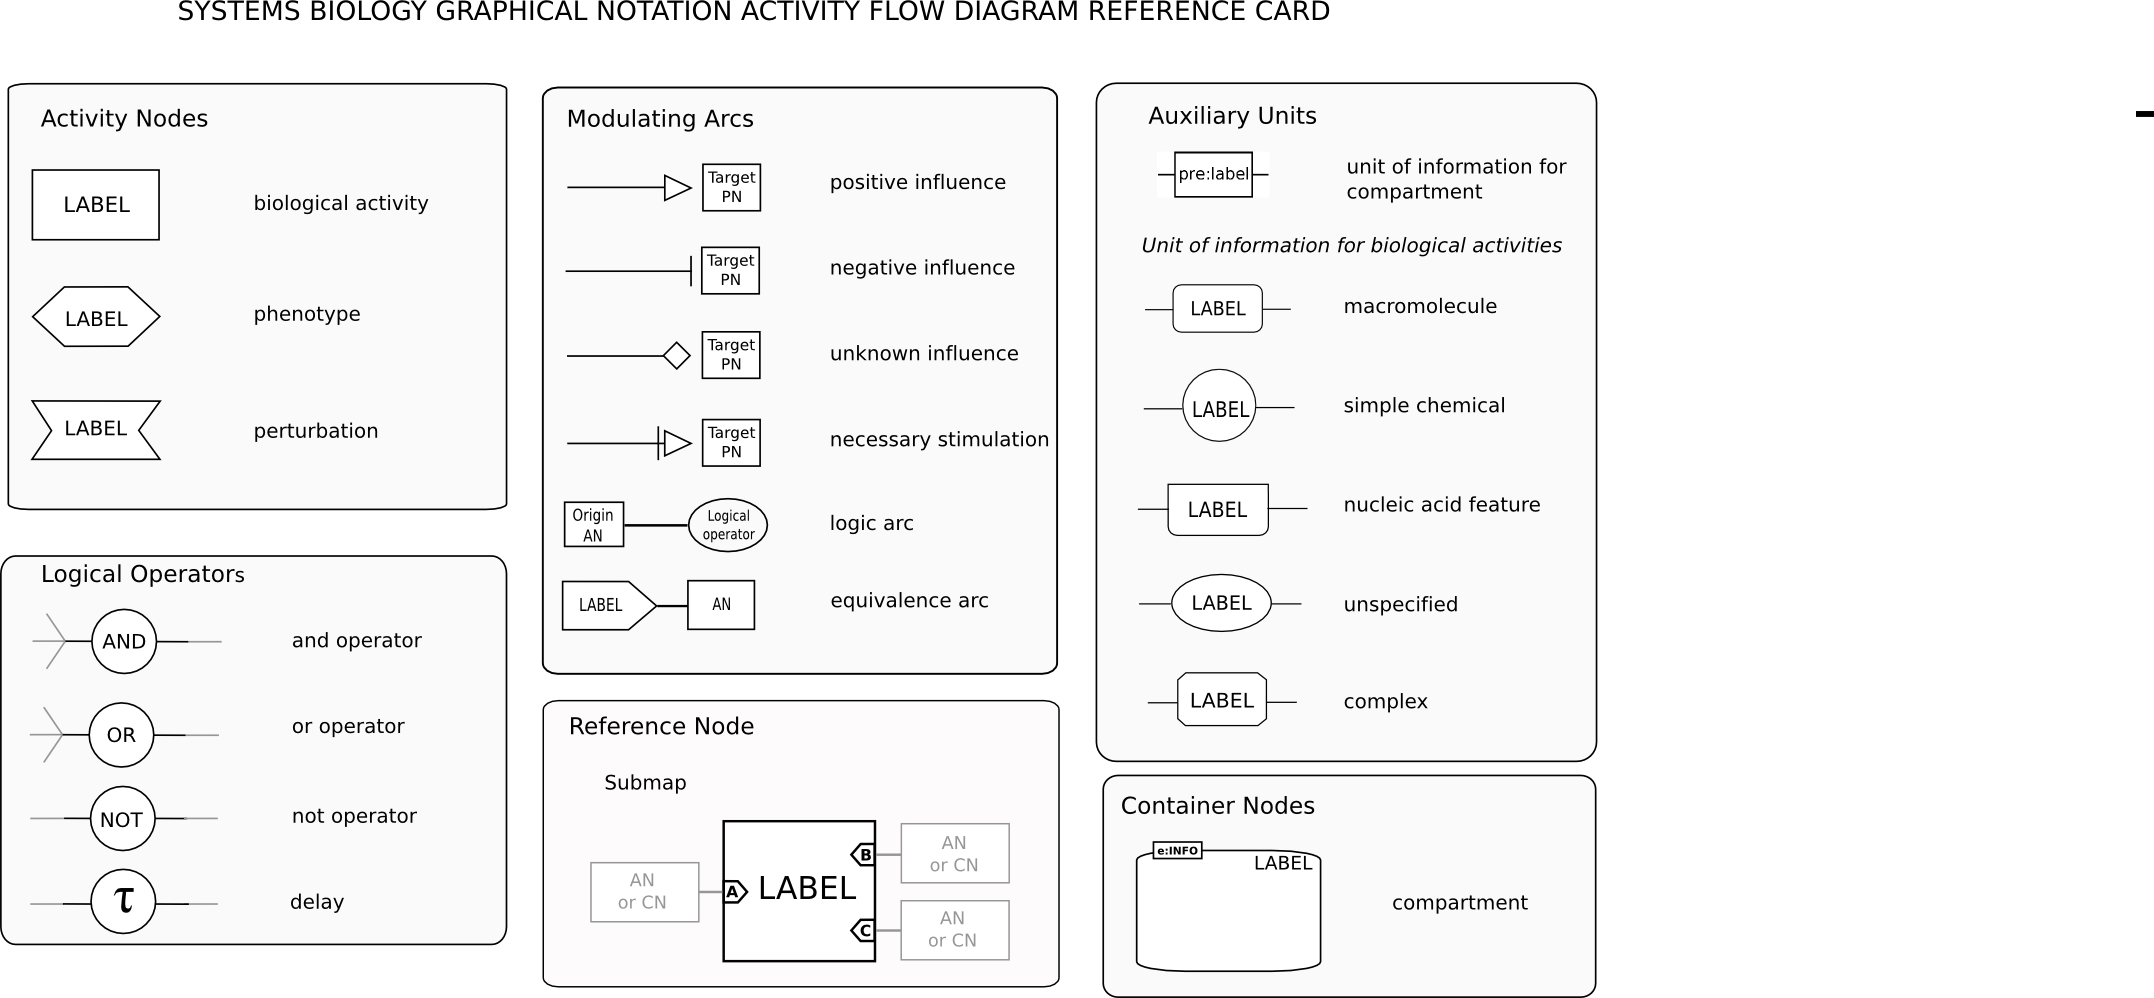 SYSTEMS BIOLOGY GRAPHICAL NOTATION ACTIVITY FLOW DIAGRAM REFERENCE CARD
Activity Nodes
LABEL
biological activity
LABEL
phenotype
LABEL
perturbation
Logical Operators
AND
and operator
OR
or operator
NOT
not operator
τ
delay
Modulating Arcs
Target
PN
positive influence
Target
PN
negative influence
Target
PN
unknown influence
Target
PN
necessary stimulation
Origin
AN
Logical
operator
logic arc
LABEL
AN
equivalence arc
Reference Node
Submap
AN
or CN
A
LABEL
B
AN
or CN
C
AN
or CN
Auxiliary Units
pre:label
unit of information for
compartment
Unit of information for biological activities
LABEL
macromolecule
LABEL
simple chemical
LABEL
nucleic acid feature
LABEL
unspecified
LABEL
complex
Container Nodes
e:INFO
LABEL
compartment